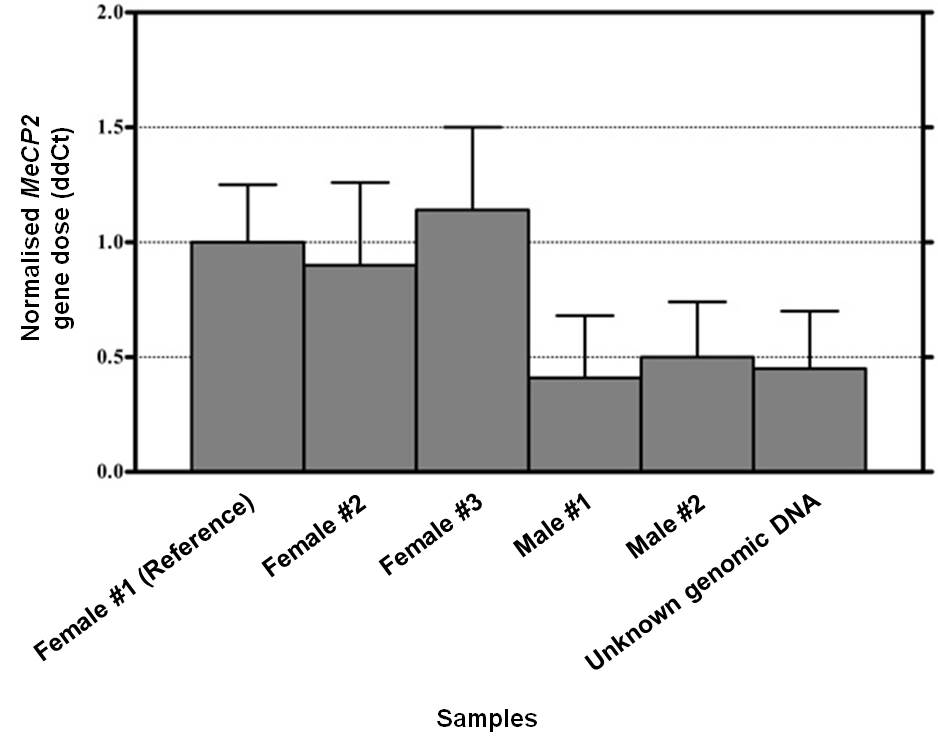 Normalised MeCP2
gene dose (ddCt)
2.0
1.5
1.0
0.5
0.0
Female #1 (Reference)
Female #2
Female #3
Male #1
Male #2
Unknown genomic DNA
Samples